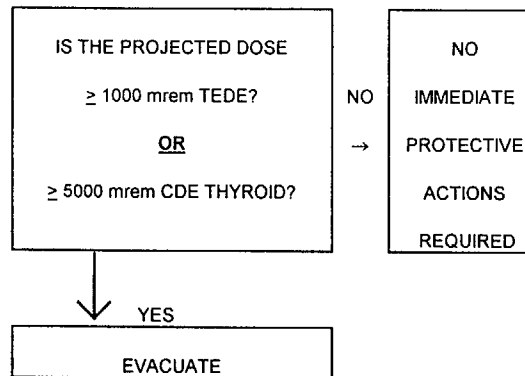 IS THE PROJECTED DOSE
≥ 1000 mrem TEDE?
OR
≥ 5000 mrem CDE THYROID?
NO
→
NO
IMMEDIATE
PROTECTIVE
ACTIONS
REQUIRED
YES
EVACUATE